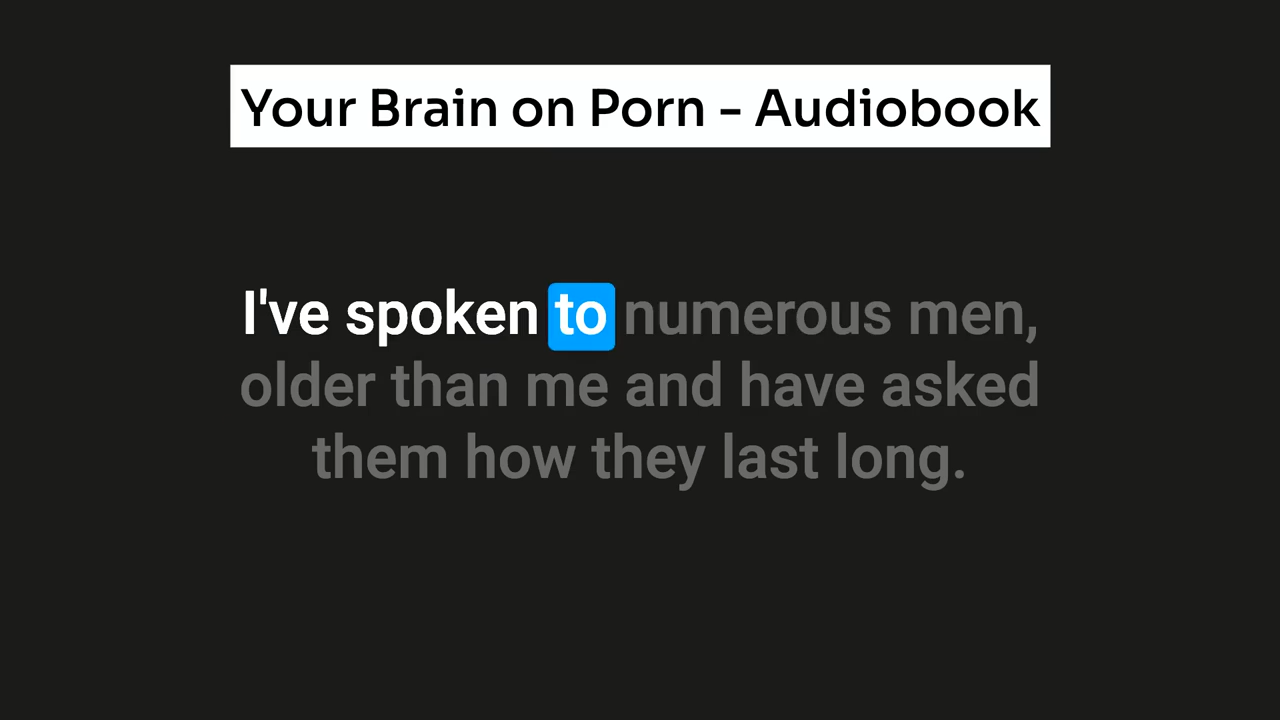 Your Brain on Porn - Audiobook
I've spoken to numerous men,
older than me and have asked
them how they last long.